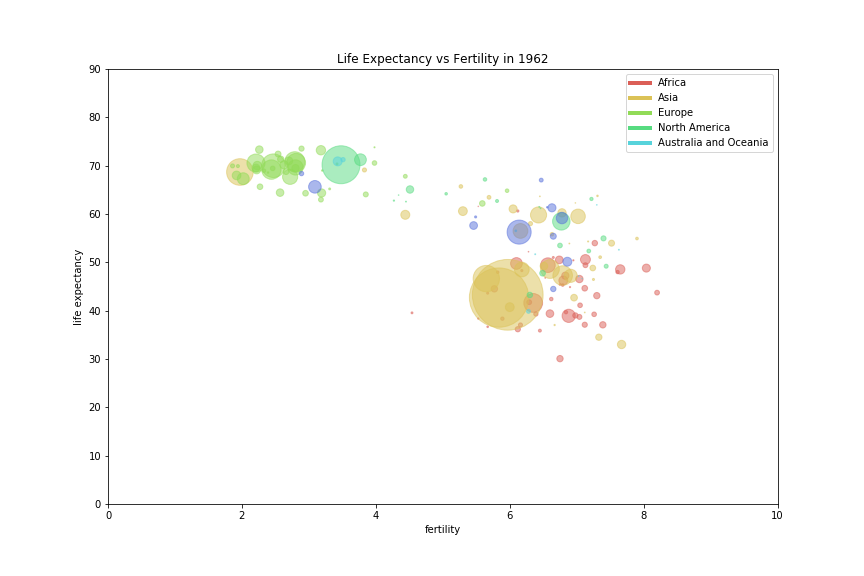 Life Expectancy vs Fertility in 1962
90
80
70
60
50
40
30
20
10
0
life expectancy
0 2 4 6 8 10
fertility
Africa
Asia
Europe
North America
Australia and Oceania